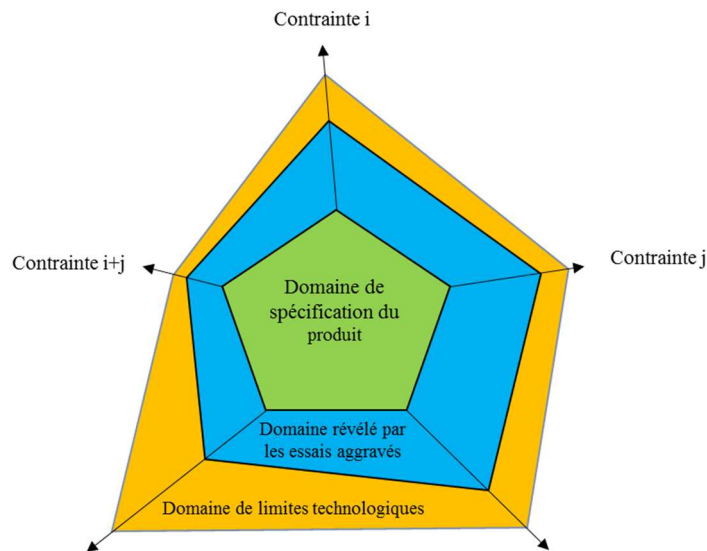 Contrainte i
Contrainte i+j
Contrainte j
Domaine de
spécification du
produit
Domaine révélé par
les essais aggravés
Domaine de limites technologiques